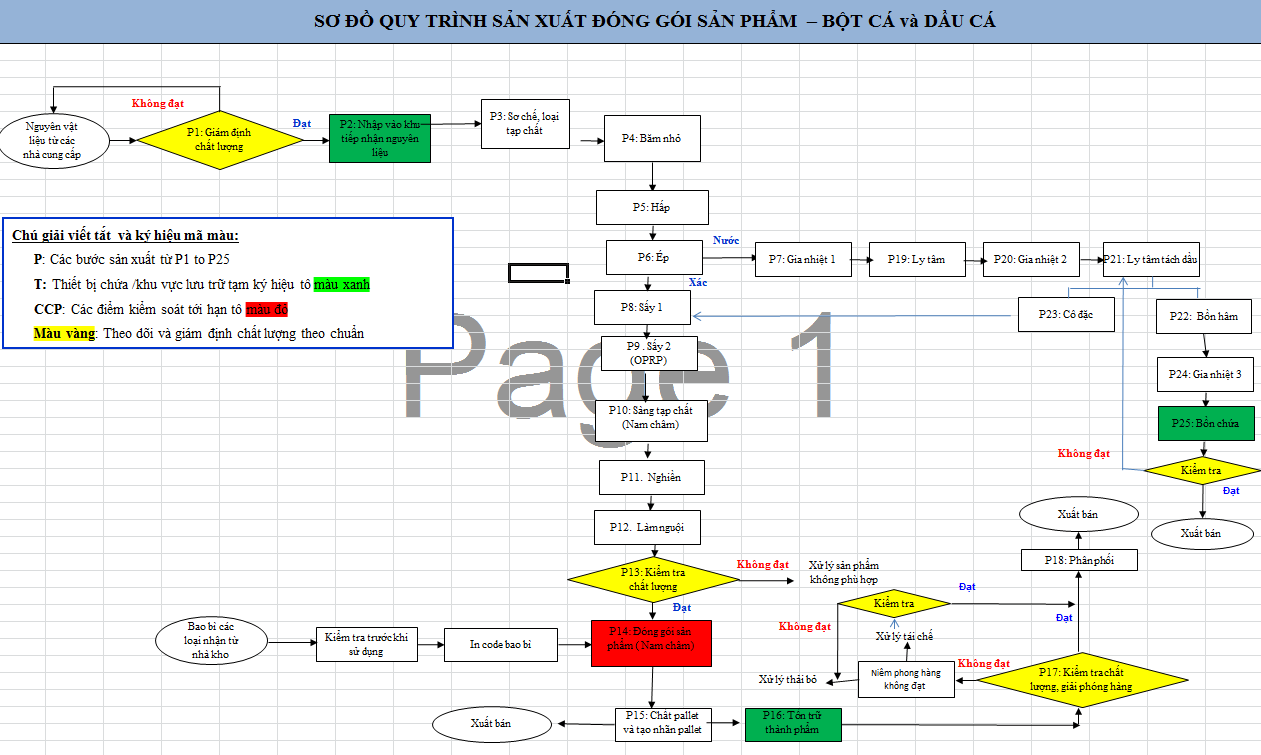 SƠ ĐỒ QUY TRÌNH SẢN XUẤT ĐÓNG GÓI SẢN PHẨM – BỘT CÁ và DẦU CÁ
Không đạt
Nguyên vật
liệu từ các
nhà cung cấp
P1: Giám định
chất lượng
Đạt
P2: Nhập vào khu
tiếp nhận nguyên
liệu
P3: Sơ chế, loại
tạp chất
P4: Băm nhỏ
P5: Hấp
P6: Ép
Nước
Xác
P7: Gia nhiệt 1
P19: Ly tâm
P20: Gia nhiệt 2
P21: Ly tâm tách dầu
Chú giải viết tắt và ký hiệu mã màu:
P: Các bước sản xuất từ P1 to P25
T: Thiết bị chứa /khu vực lưu trữ tạm ký hiệu tô màu xanh
CCP: Các điểm kiểm soát tới hạn tô màu đỏ
Màu vàng: Theo dõi và giám định chất lượng theo chuẩn
P8: Sấy 1
P23: Cô đặc
P22: Bồn hâm
P9 . Sấy 2
(OPRP)
Page 1
P24: Gia nhiệt 3
P10: Sàng tạp chất
(Nam châm)
P25: Bồn chứa
P11. Nghiền
Không đạt
Kiểm tra
Đạt
P12. Làm nguội
Xuất bán
Xuất bán
P13: Kiểm tra
chất lượng
Không đạt
Xử lý sản phẩm
không phù hợp
P18: Phân phối
Đạt
Kiểm tra
Đạt
Đạt
Bao bì các
loại nhận từ
nhà kho
Kiểm tra trước khi
sử dụng
In code bao bì
P14: Đóng gói sản
phẩm ( Nam châm)
Không đạt
Xử lý tái chế
Xử lý thải bỏ
Niêm phong hàng
không đạt
Không đạt
P17: Kiểm tra chất
lượng, giải phóng hàng
Xuất bán
P15: Chất pallet
và tạo nhãn pallet
P16: Tồn trữ
thành phẩm